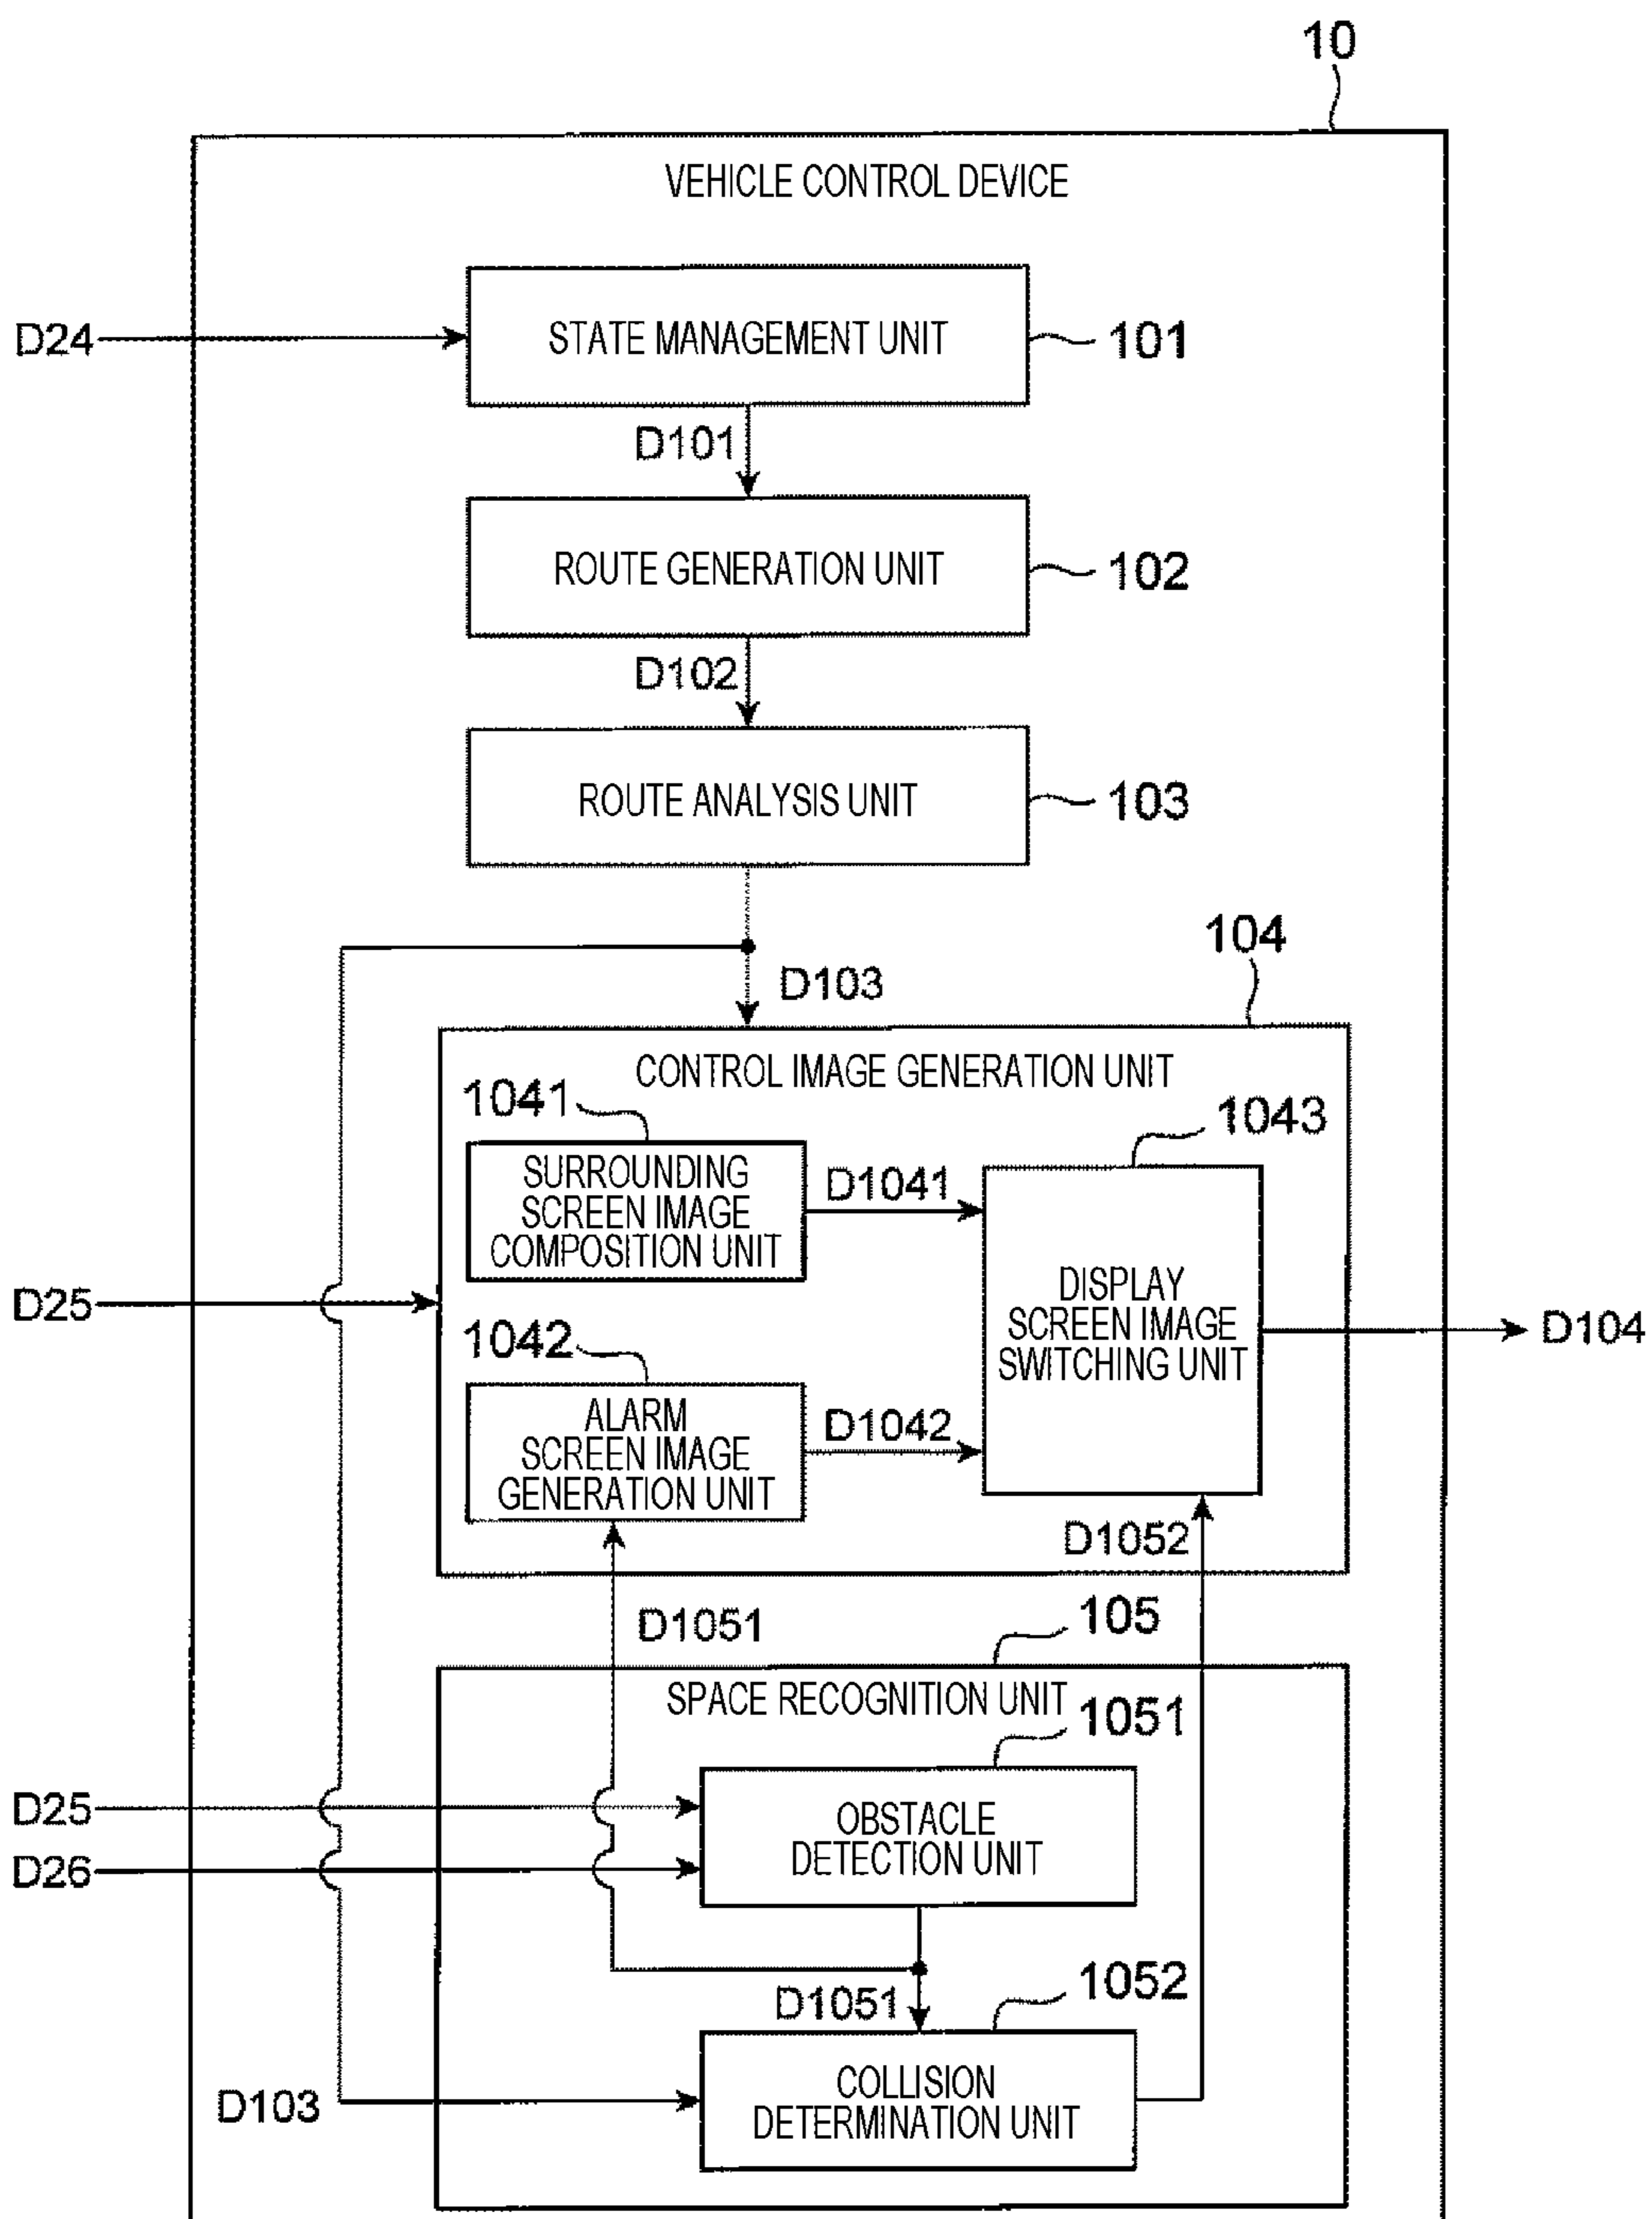 10
VEHICLE CONTROL DEVICE
D24
STATE MANAGEMENT UNIT
101
D101
ROUTE GENERATION UNIT
102
D102
ROUTE ANALYSIS UNIT
103
D103
104
CONTROL IMAGE GENERATION UNIT
1041
SURROUNDING
SCREEN IMAGE
COMPOSITION UNIT
D1041
1043
DISPLAY
SCREEN IMAGE
SWITCHING UNIT
D25
D104
1042
ALARM
SCREEN IMAGE
GENERATION UNIT
D1042
D1052
D1051
105
SPACE RECOGNITION UNIT
1051
D25
OBSTACLE
DETECTION UNIT
D26
D1051
1052
D103
COLLISION
DETERMINATION UNIT